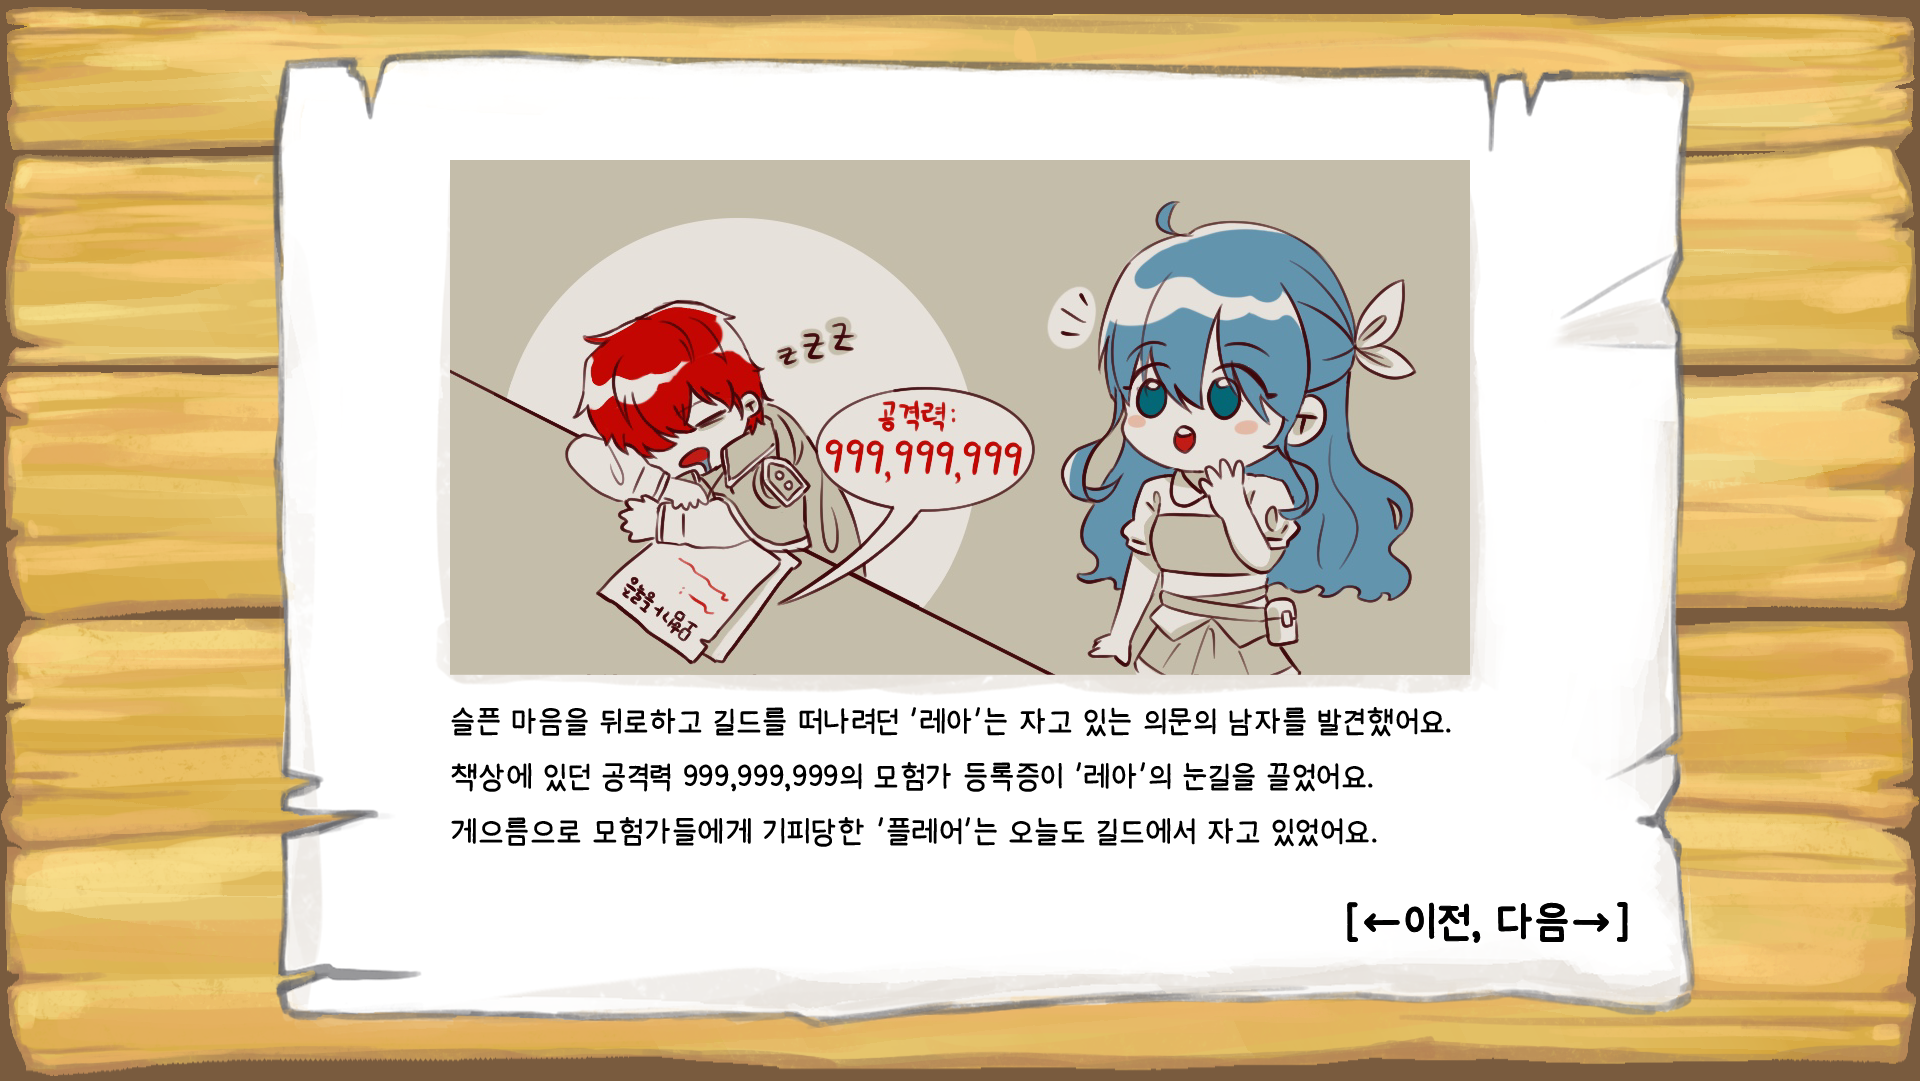 z z z
공격력:
999,999,999
슬픈 마음을 뒤로하고 길드를 떠나려던 '레아'는 자고 있는 의문의 남자를 발견했어요.
책상에 있던 공격력 999,999,999의 모험가 등록증이 '레아'의 눈길을 끌었어요.
게으름으로 모험가들에게 기피당한 '플레어'는 오늘도 길드에서 자고 있었어요.
[←이전, 다음→]